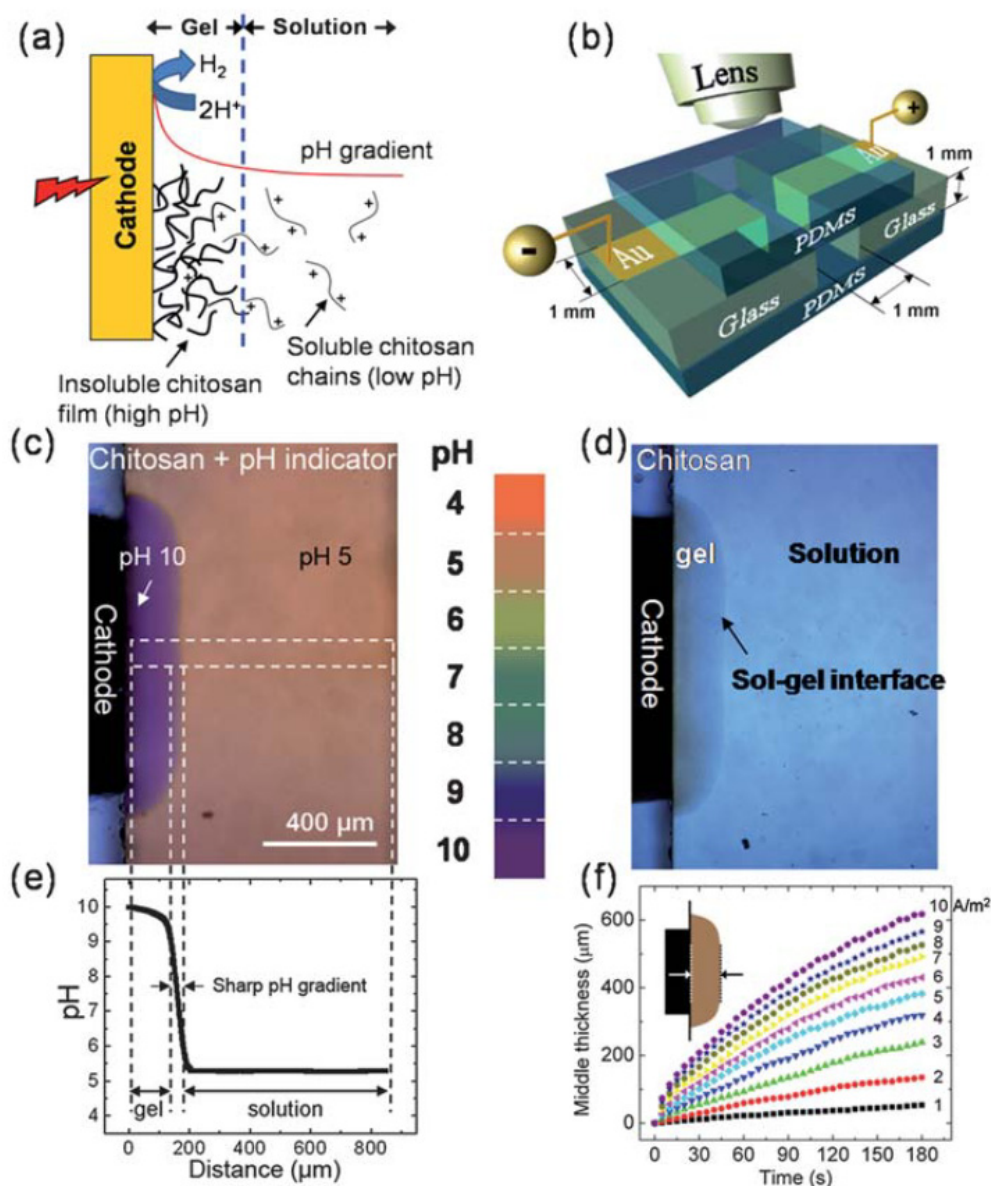 (a)
Gel
Solution
H2
2H+
pH gradient
Cathode
+
+
+
+
+
+
+
+
+
+
+
+
Insoluble chitosan
film (high pH)
Soluble chitosan
chains (low pH)
(b)
Lens
+
Au
1 mm
-
Au
PDMS
Glass
1 mm
Glass
PDMS
1 mm
(c)
Chitosan + pH indicator
pH 10
pH 5
Cathode
400 µm
pH
4
5
6
7
8
9
10
(d)
Chitosan
gel
Solution
Sol-gel interface
Cathode
(e)
pH
10
9
8
7
6
5
4
Sharp pH gradient
gel
solution
0 200 400 600 800
Distance (µm)
(f)
Middle thickness (µm)
600
400
200
0
10 A/m²
9
8
7
6
5
4
3
2
1
0 30 60 90 120 150 180
Time (s)